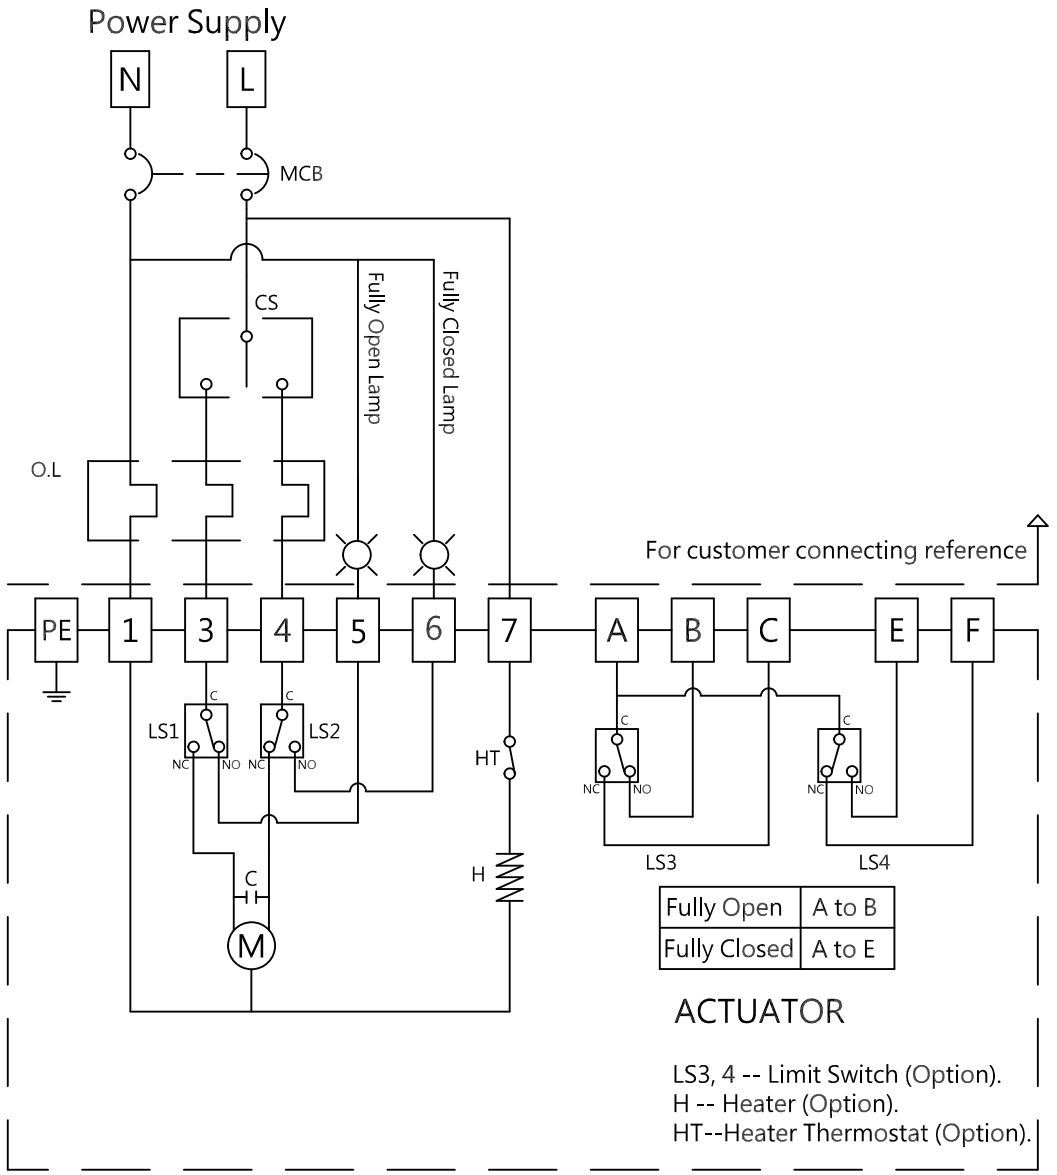 Power Supply
N L
MCB
CS
Fully Open Lamp
Fully Closed Lamp
O.L
For customer connecting reference
PE 1 3 4 5 6 7 A B C E F
C C
LS1 LS2
NC NO NC NO
C C
HT
NC NO NC NO
LS3 LS4
C
H
M
Fully Open A to B
Fully Closed A to E
ACTUATOR
LS3, 4 -- Limit Switch (Option).
H -- Heater (Option).
HT--Heater Thermostat (Option).